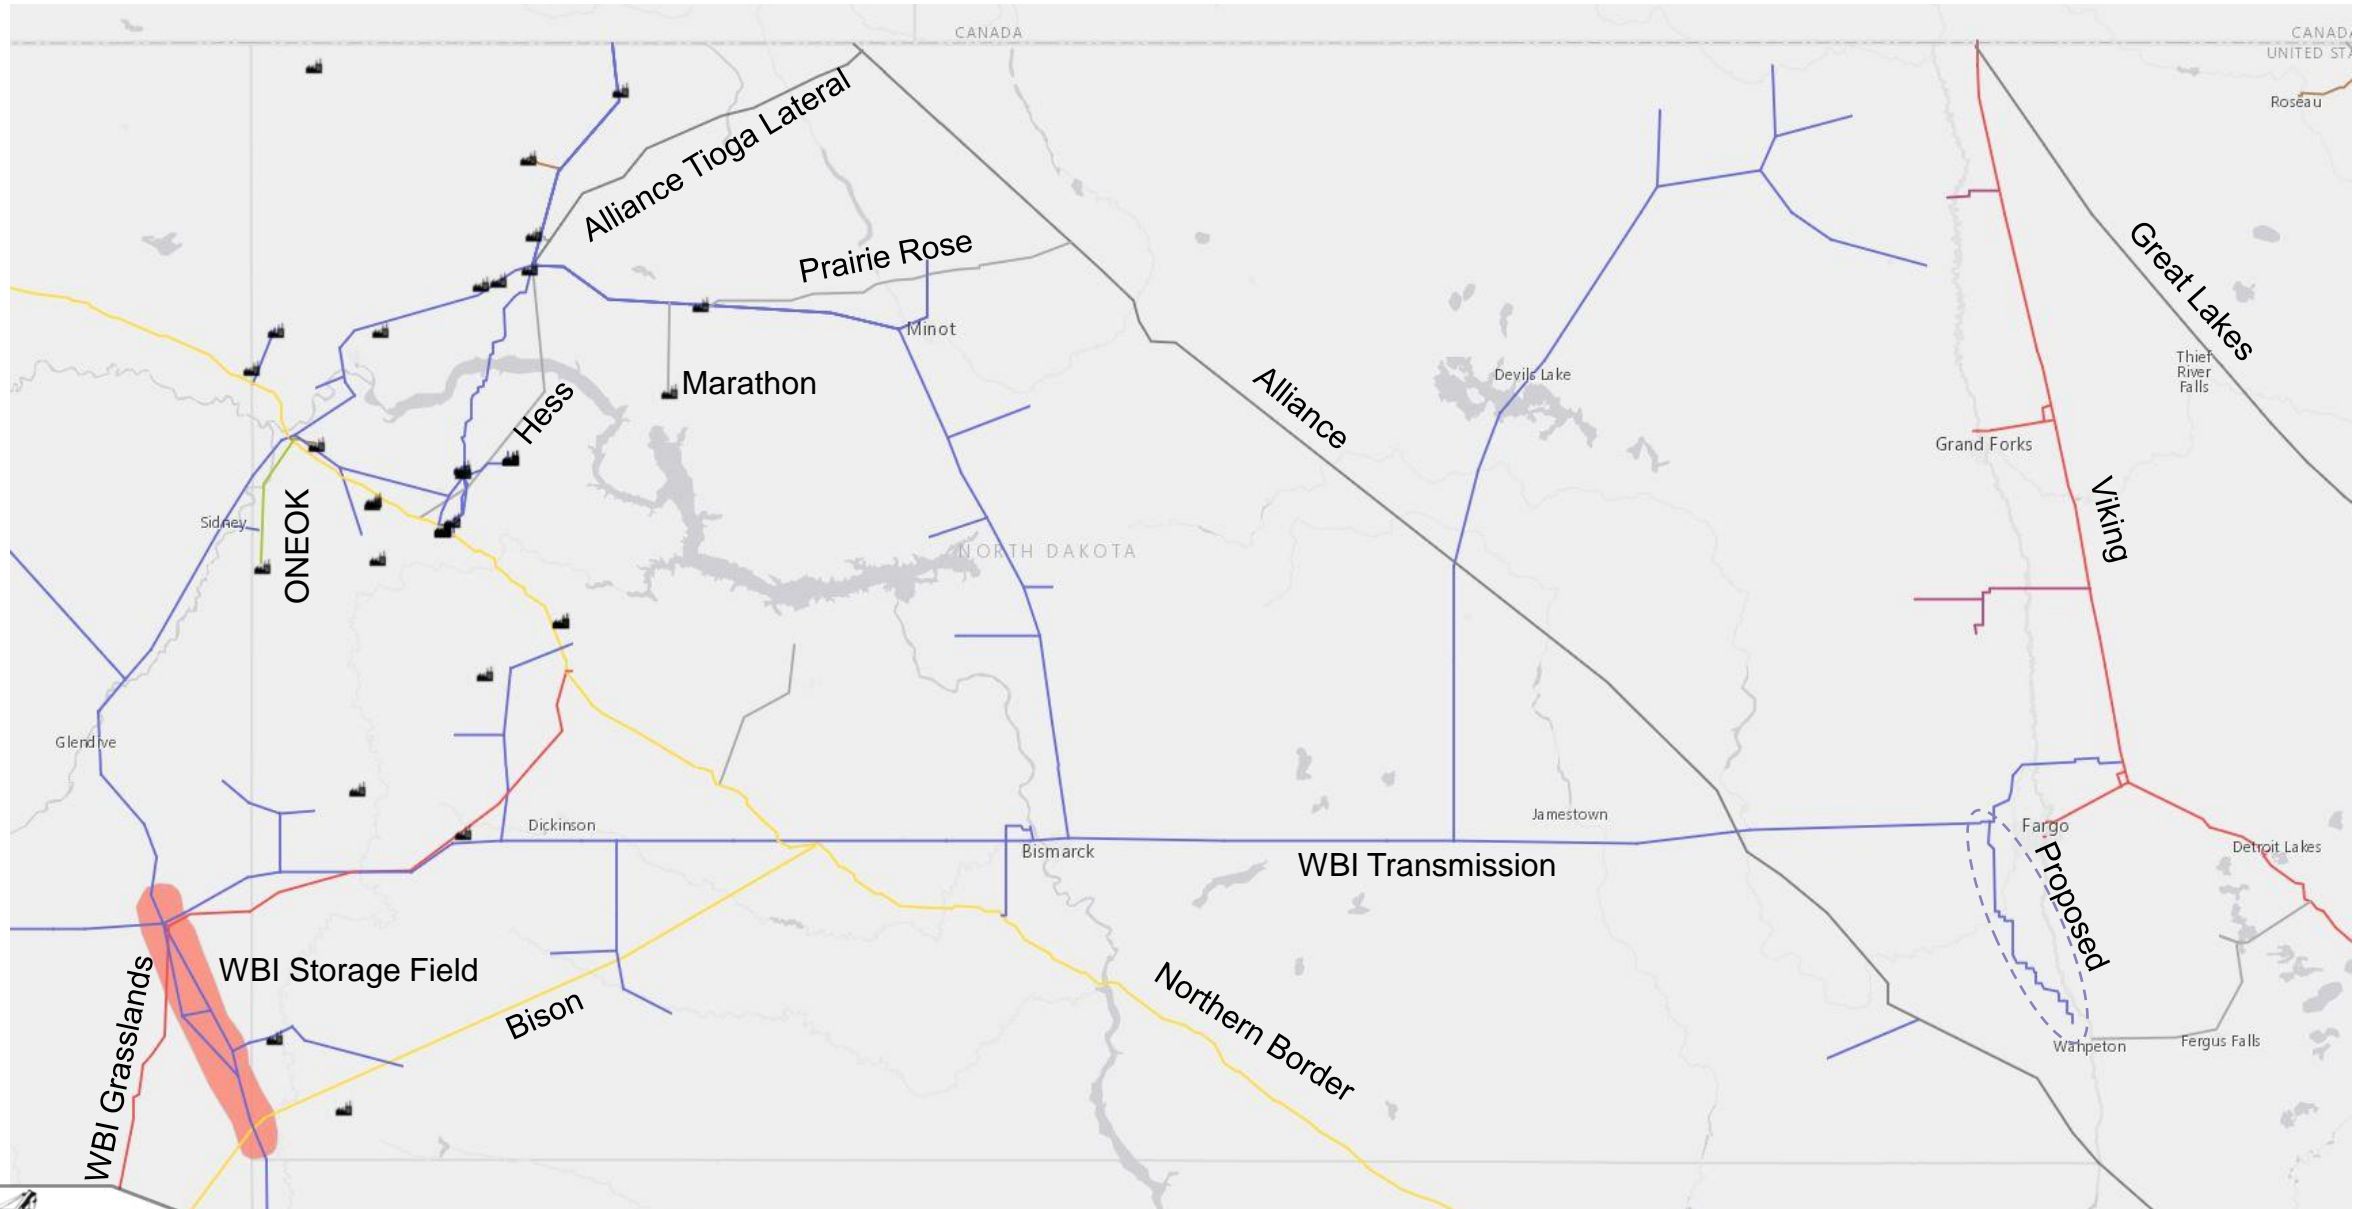 CANADA
CANADA
UNITED STA
Roseau
Alliance Tioga Lateral
Prairie Rose
Great Lakes
Minot
Thief
River
Falls
Devils Lake
Marathon
Alliance
Hess
Grand Forks
Viking
Sidney
ONEOK
NORTH DAKOTA
Glendive
Dickinson
Jamestown
Fargo
Bismarck
Detroit Lakes
WBI Transmission
Proposed
WBI Storage Field
WBI Grasslands
Bison
Northern Border
Wahpeton
Fergus Falls